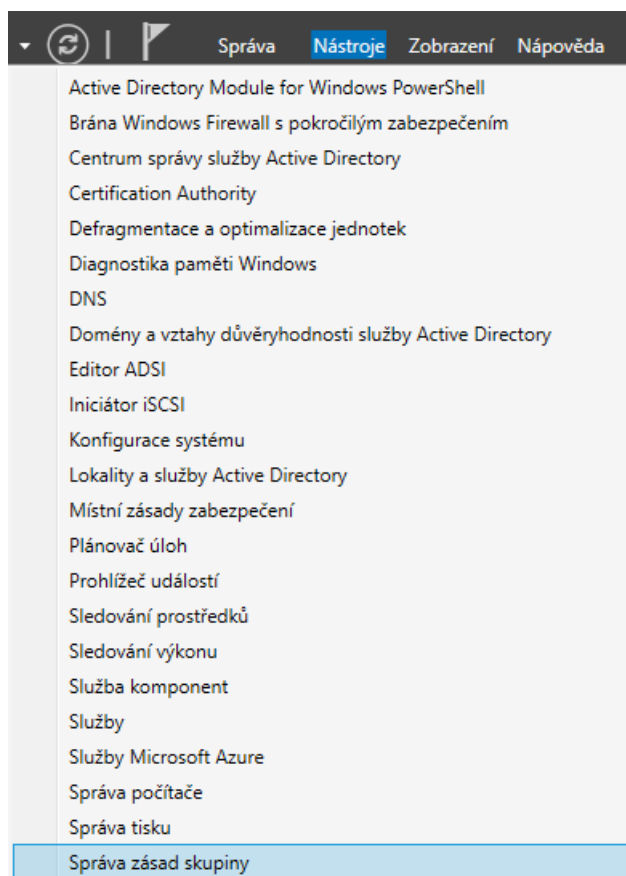 Správa Nástroje Zobrazení Nápověda
Active Directory Module for Windows PowerShell
Brána Windows Firewall s pokročilým zabezpečením
Centrum správy služby Active Directory
Certification Authority
Defragmentace a optimalizace jednotek
Diagnostika paměti Windows
DNS
Domény a vztahy důvěryhodnosti služby Active Directory
Editor ADSI
Iniciátor iSCSI
Konfigurace systému
Lokality a služby Active Directory
Místní zásady zabezpečení
Plánovač úloh
Prohlížeč událostí
Sledování prostředků
Sledování výkonu
Služba komponent
Služby
Služby Microsoft Azure
Správa počítače
Správa tisku
Správa zásad skupiny